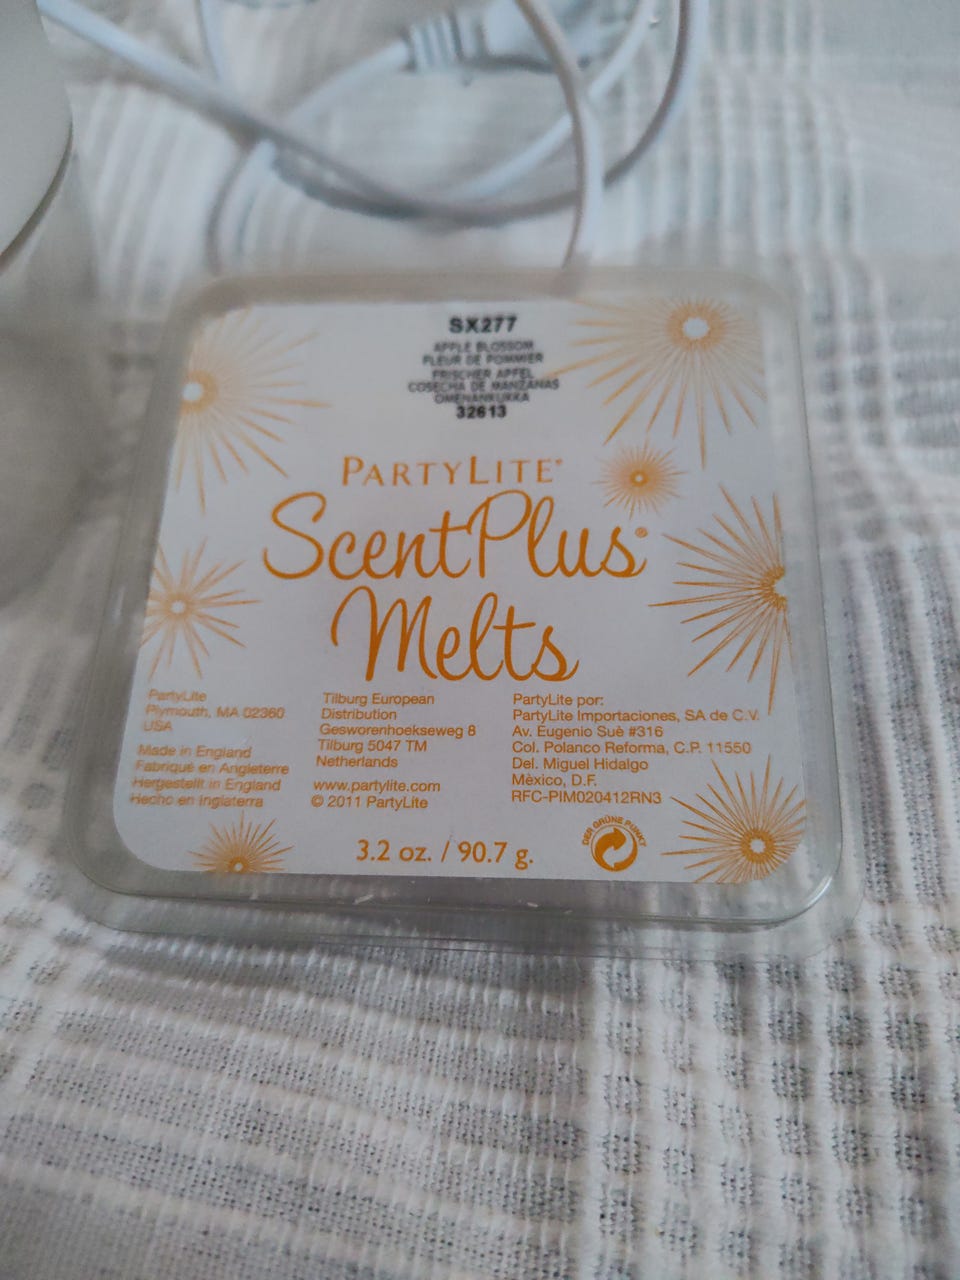 SX277
APPLE BLOSSOM
FLEUR DE POMMIER
FRISCHER APFEL
COSECHA DE MANZANAS
OMENANKUKKA
32613
PARTYLITE®
ScentPlus®
Melts
PartyLite
Plymouth, MA 02360
USA
Made in England
Fabriqué en Angleterre
Hergestellt in England
Hecho en Inglaterra
Tilburg European
Distribution
Gesworenhoekseweg 8
Tilburg 5047 TM
Netherlands
www.partylite.com
© 2011 PartyLite
PartyLite por:
PartyLite Importaciones, SA de C.V.
Av. Eugenio Suè #316
Col. Polanco Reforma, C.P. 11550
Del. Miguel Hidalgo
Mèxico, D.F.
RFC-PIM020412RN3
3.2 oz. / 90.7 g.
DER GRÜNE PUNKT